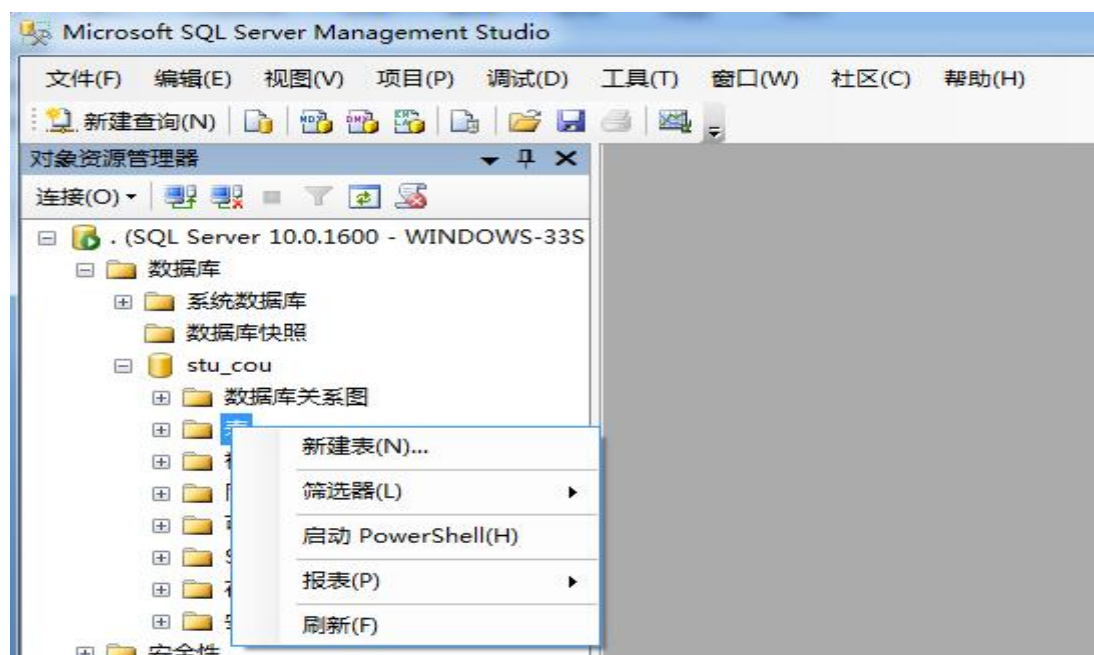 Microsoft SQL Server Management Studio
文件(F) 编辑(E) 视图(V) 项目(P) 调试(D) 工具(T) 窗口(W) 社区(C) 帮助(H)
新建查询(N)
对象资源管理器
连接(O)
. (SQL Server 10.0.1600 - WINDOWS-33S
数据库
系统数据库
数据库快照
stu_cou
数据库关系图
表
新建表(N)...
筛选器(L)
启动 PowerShell(H)
报表(P)
刷新(F)
安全性